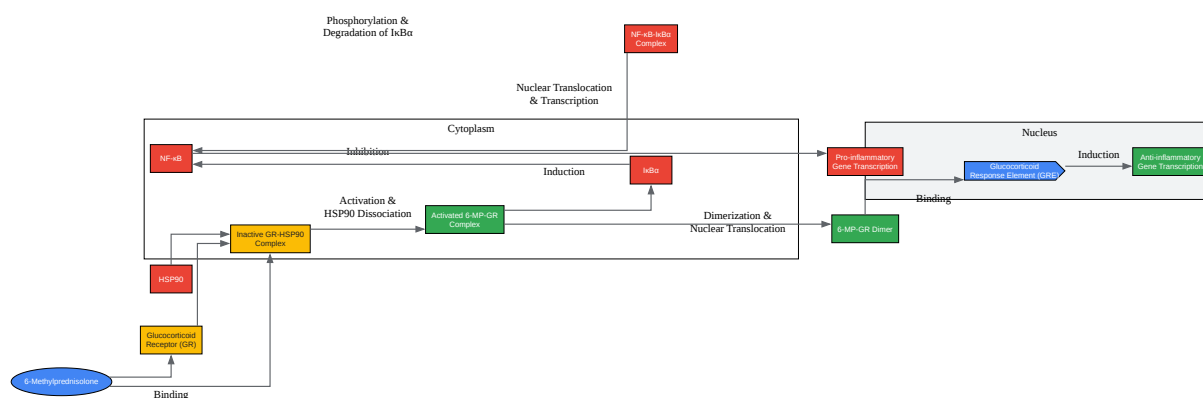 Phosphorylation &
Degradation of IκBα
NF-κB-IκBα
Complex
Nuclear Translocation
& Transcription
Cytoplasm
Nucleus
NF-κB
Inhibition
Pro-inflammatory
Gene Transcription
Glucocorticoid
Response Element (GRE)
Induction
Anti-inflammatory
Gene Transcription
Induction
IκBα
Binding
Activation &
HSP90 Dissociation
Activated 6-MP-GR
Complex
Dimerization &
Nuclear Translocation
6-MP-GR Dimer
Inactive GR-HSP90
Complex
HSP90
Glucocorticoid
Receptor (GR)
6-Methylprednisolone
Binding